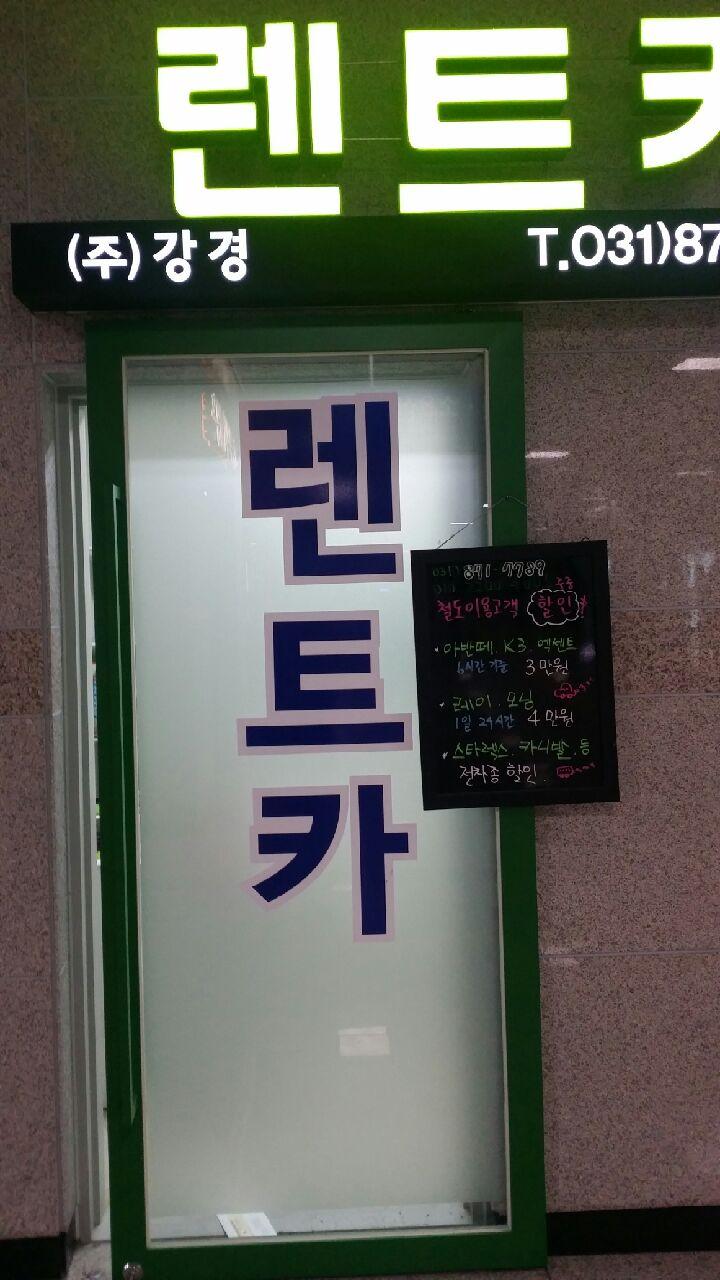 렌트카
(주)강경
T.031)87
렌트카
031) 871-7789
주중
철도이용고객 할인!
· 아반떼. K3. 엑센트
6시간 기준 3만원
· 레이. 모닝
1일 24시간 4만원
· 스타렉스. 카니발. 등
전차종 할인.